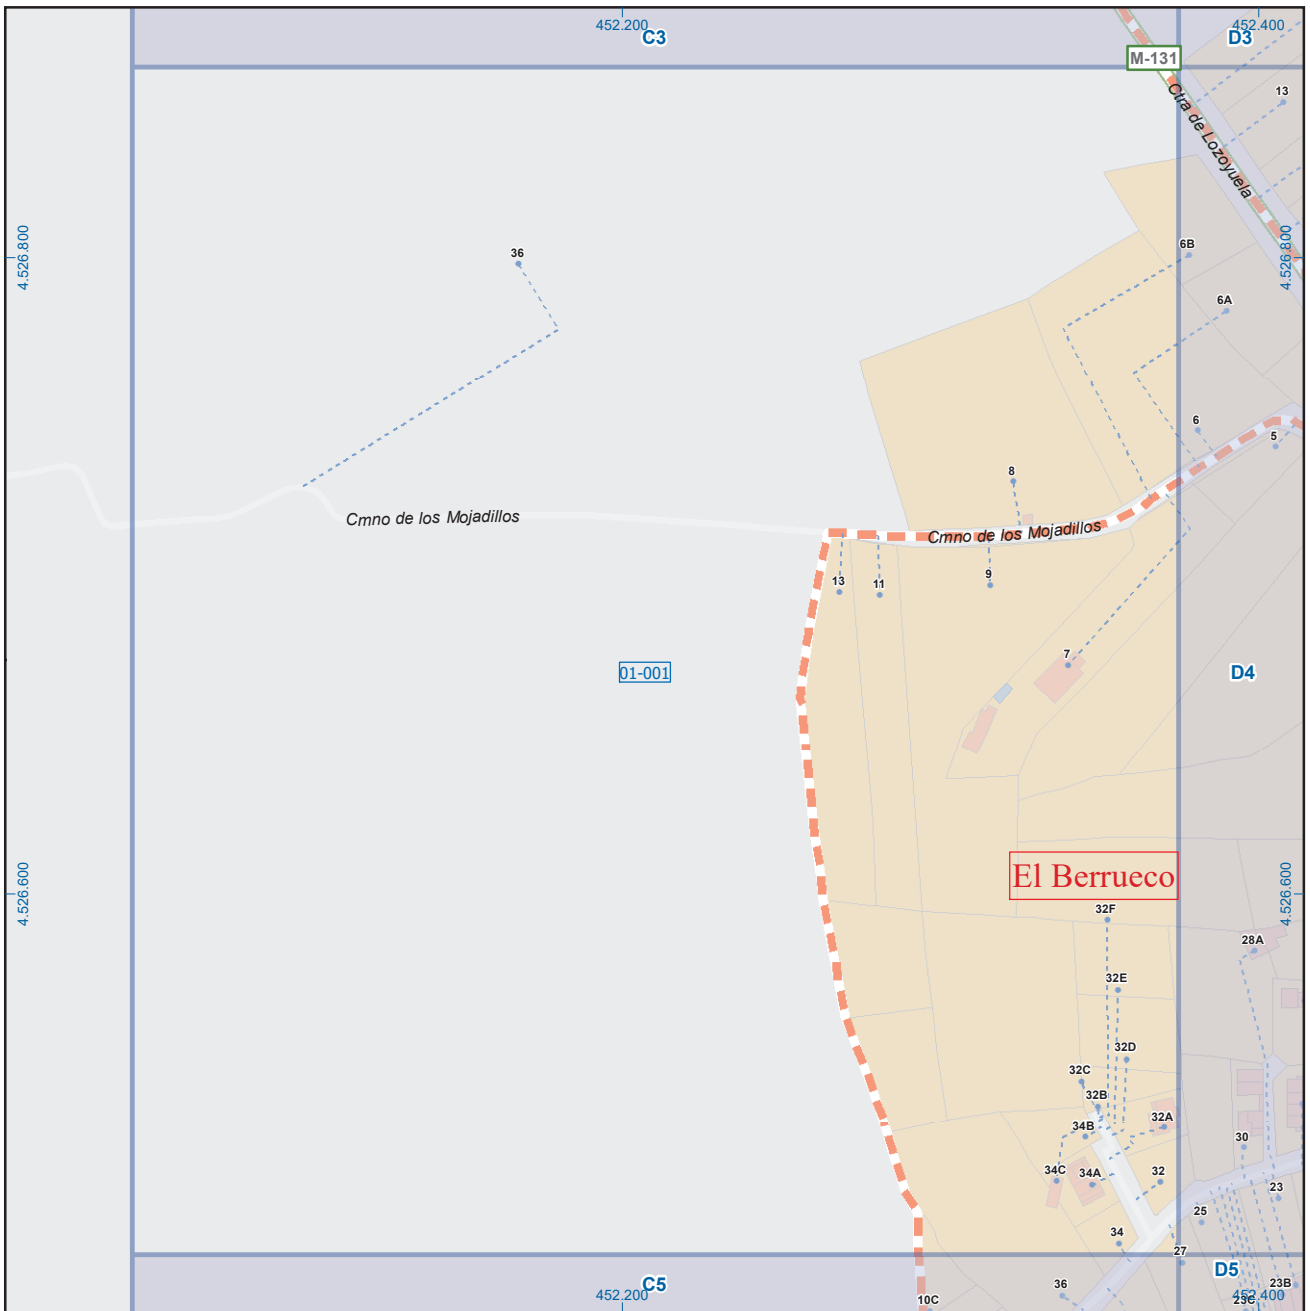 452.200
452.400
C3
D3
M-131
13
Ctra de Lozoyuela
4.526.800
4.526.800
36
6B
6A
6
5
8
Cmno de los Mojadillos
Cmno de los Mojadillos
13
11
9
7
01-001
D4
El Berrueco
4.526.600
4.526.600
32F
28A
32E
32D
32C
32B
32A
34B
30
34C
34A
32
23
25
34
27
D5
C5
36
452.200
10C
23C
452.400
23B